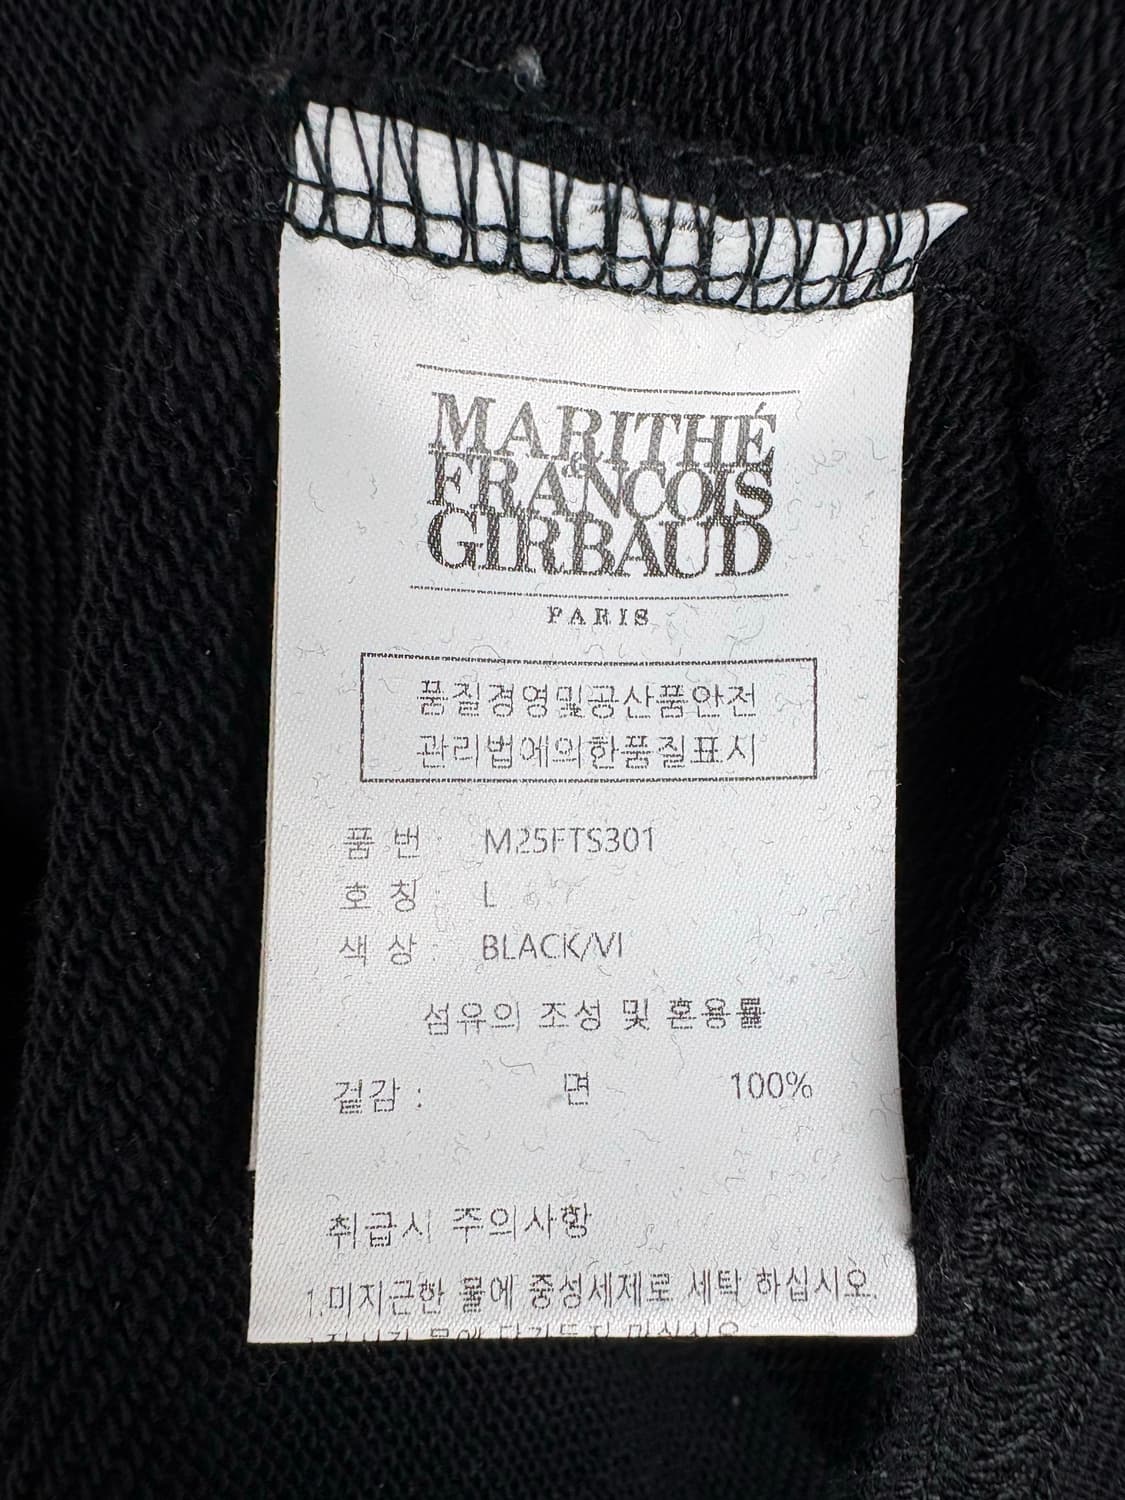 MARITHÉ
&
FRANCOIS
GIRBAUD
PARIS
품질경영및공산품안전
관리법에의한품질표시
품 번 : M25FTS301
호 칭 : L
색 상 : BLACK/VI
섬유의 조성 및 혼용률
겉감 : 면 100%
취급시 주의사항
1.미지근한 물에 중성세제로 세탁 하십시오.